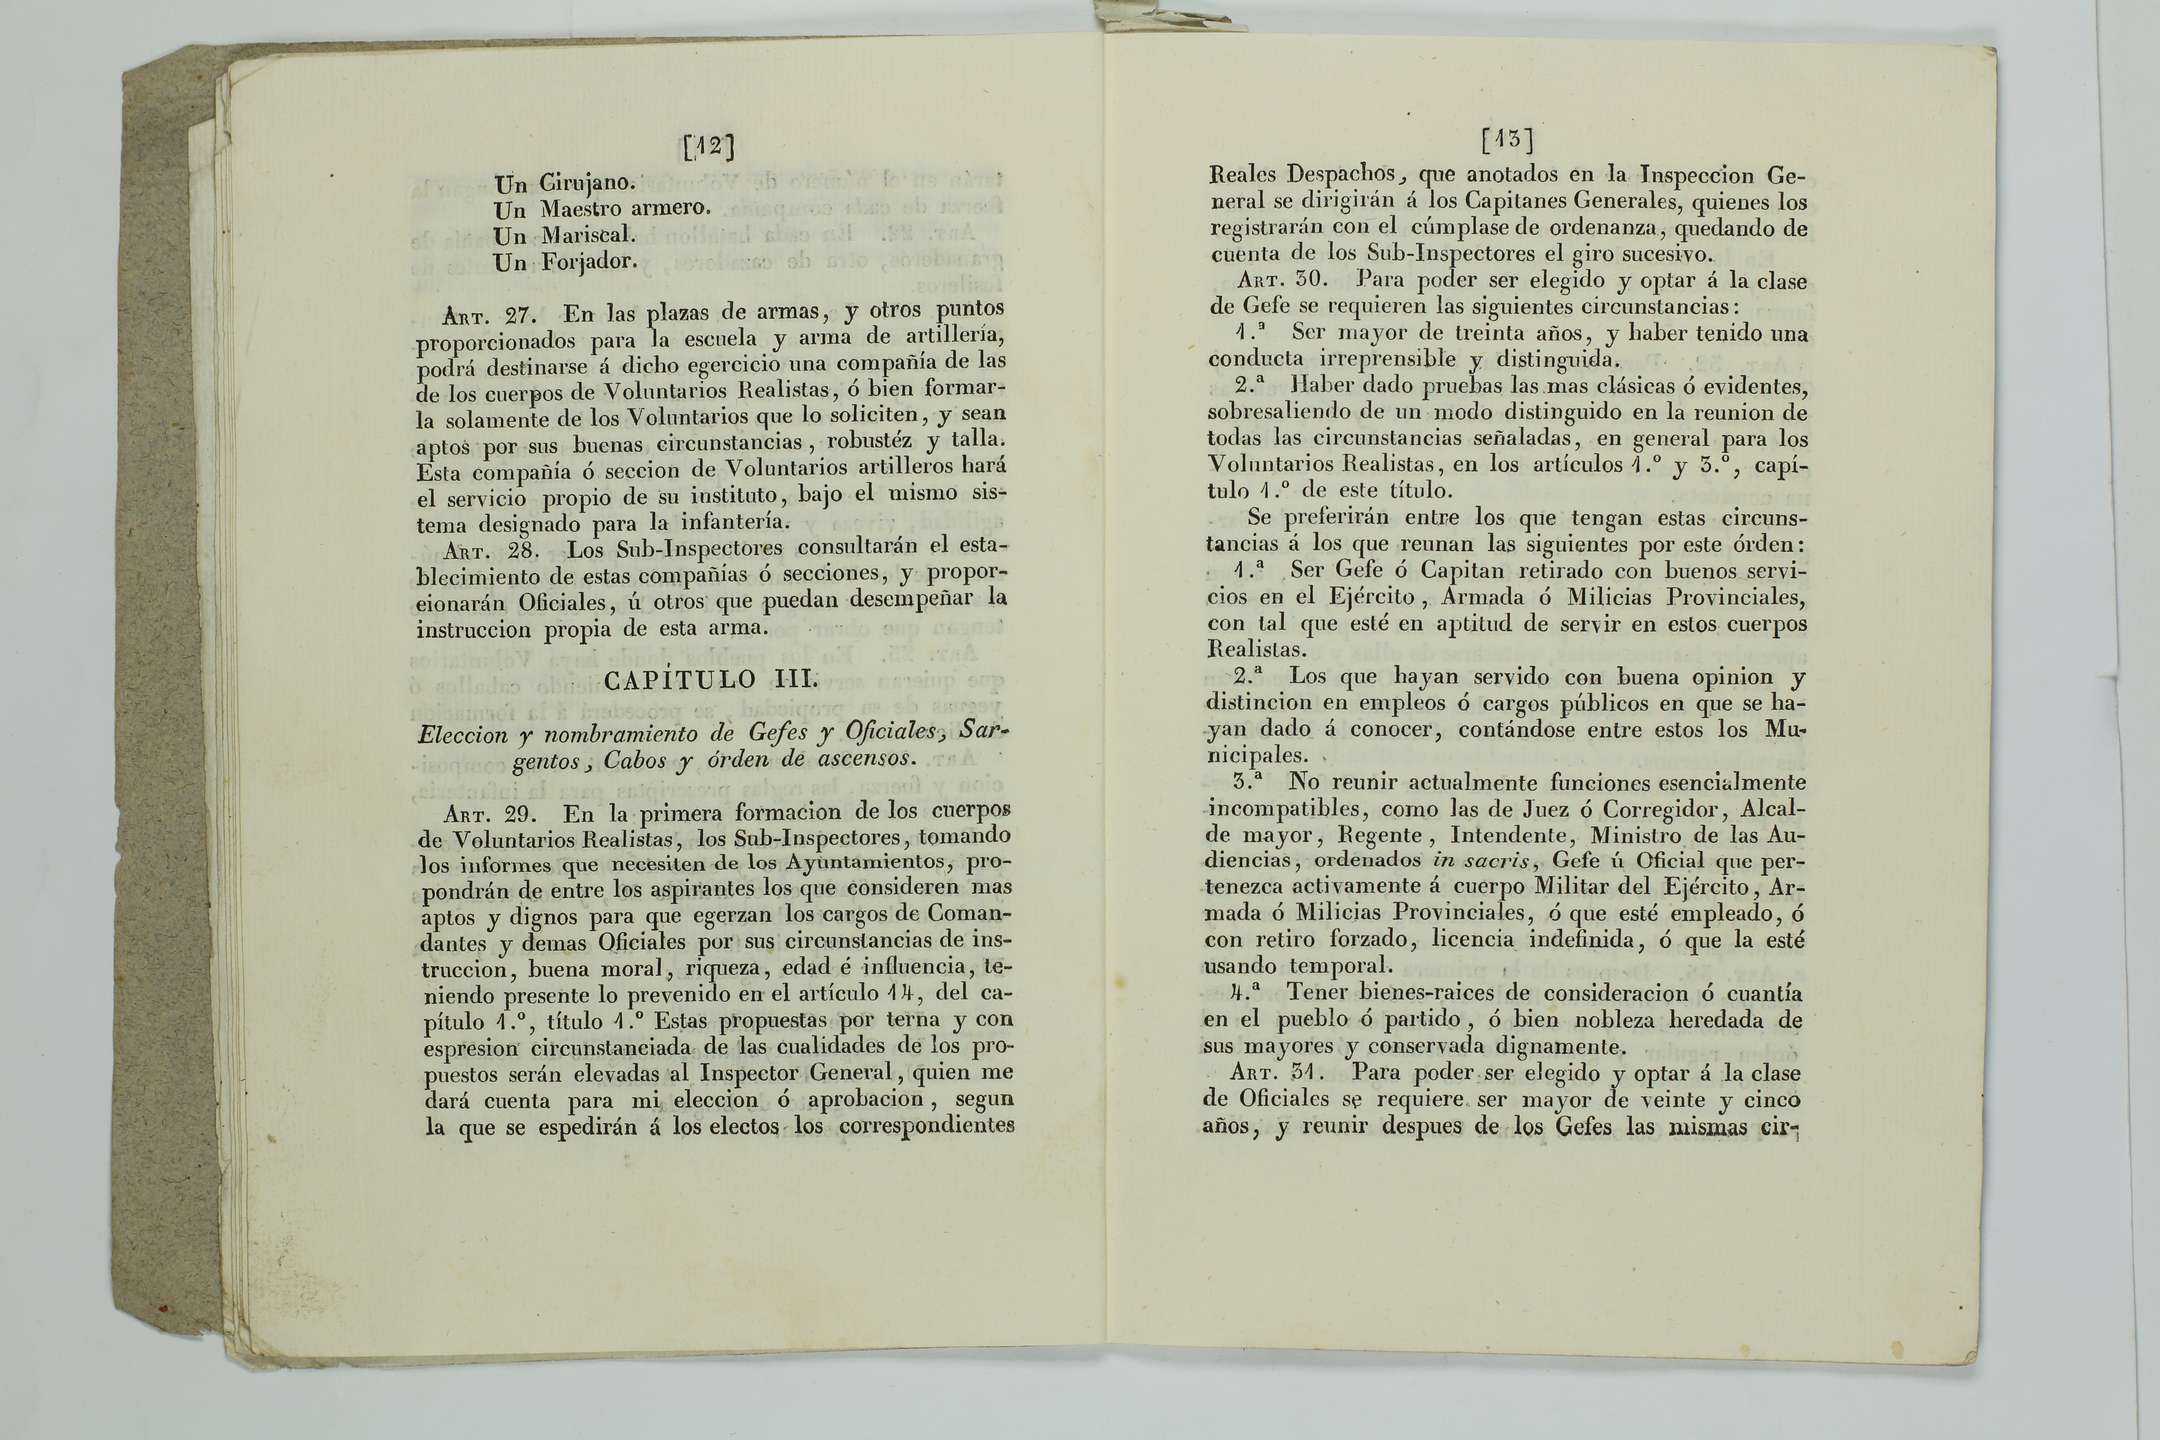 [12]
Un Cirujano.
Un Maestro armero.
Un Mariscal.
Un Forjador.
ART. 27. En las plazas de armas, y otros puntos
proporcionados para la escuela y arma de artillería,
podrá destinarse á dicho egercicio una compañía de las
de los cuerpos de Voluntarios Realistas, ó bien formar-
la solamente de los Voluntarios que lo soliciten, y sean
aptos por sus buenas circunstancias, robustéz y talla.
Esta compañía ó seccion de Voluntarios artilleros hará
el servicio propio de su instituto, bajo el mismo sis-
tema designado para la infantería.
ART. 28. Los Sub-Inspectores consultarán el esta-
blecimiento de estas compañías ó secciones, y propor-
cionarán Oficiales, ú otros que puedan desempeñar la
instruccion propia de esta arma.
CAPÍTULO III.
Eleccion y nombramiento de Gefes y Oficiales, Sar-
gentos, Cabos y órden de ascensos.
ART. 29. En la primera formacion de los cuerpos
de Voluntarios Realistas, los Sub-Inspectores, tomando
los informes que necesiten de los Ayuntamientos, pro-
pondrán de entre los aspirantes los que consideren mas
aptos y dignos para que egerzan los cargos de Coman-
dantes y demas Oficiales por sus circunstancias de ins-
truccion, buena moral, riqueza, edad é influencia, te-
niendo presente lo prevenido en el artículo 14, del ca-
pítulo 1.º, título 1.º Estas propuestas por terna y con
espresion circunstanciada de las cualidades de los pro-
puestos serán elevadas al Inspector General, quien me
dará cuenta para mi eleccion ó aprobacion, segun
la que se espedirán á los electos los correspondientes
[13]
Reales Despachos, que anotados en la Inspeccion Ge-
neral se dirigirán á los Capitanes Generales, quienes los
registrarán con el cúmplase de ordenanza, quedando de
cuenta de los Sub-Inspectores el giro sucesivo.
ART. 30. Para poder ser elegido y optar á la clase
de Gefe se requieren las siguientes circunstancias:
1.ª Ser mayor de treinta años, y haber tenido una
conducta irreprensible y distinguida.
2.ª Haber dado pruebas las mas clásicas ó evidentes,
sobresaliendo de un modo distinguido en la reunion de
todas las circunstancias señaladas, en general para los
Voluntarios Realistas, en los artículos 1.º y 3.º, capí-
tulo 1.º de este título.
Se preferirán entre los que tengan estas circuns-
tancias á los que reunan las siguientes por este órden:
1.ª Ser Gefe ó Capitan retirado con buenos servi-
cios en el Ejército, Armada ó Milicias Provinciales,
con tal que esté en aptitud de servir en estos cuerpos
Realistas.
2.ª Los que hayan servido con buena opinion y
distincion en empleos ó cargos públicos en que se ha-
yan dado á conocer, contándose entre estos los Mu-
nicipales.
3.ª No reunir actualmente funciones esencialmente
incompatibles, como las de Juez ó Corregidor, Alcal-
de mayor, Regente, Intendente, Ministro de las Au-
diencias, ordenados in sacris, Gefe ú Oficial que per-
tenezca activamente á cuerpo Militar del Ejército, Ar-
mada ó Milicias Provinciales, ó que esté empleado, ó
con retiro forzado, licencia indefinida, ó que la esté
usando temporal.
4.ª Tener bienes-raices de consideracion ó cuantía
en el pueblo ó partido, ó bien nobleza heredada de
sus mayores y conservada dignamente.
ART. 31. Para poder ser elegido y optar á la clase
de Oficiales se requiere ser mayor de veinte y cinco
años, y reunir despues de los Gefes las mismas cir-